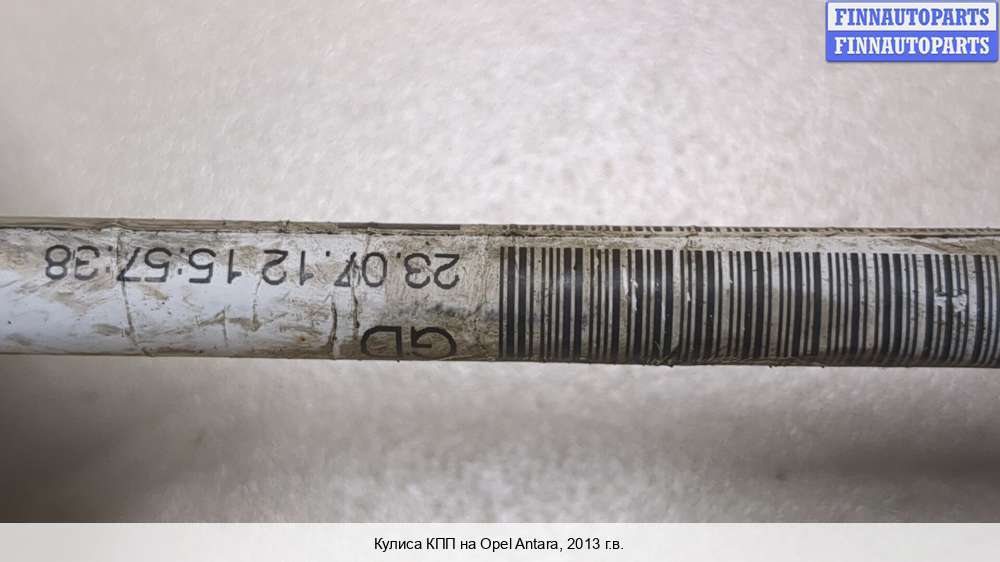 FINNAUTOPARTS
FINNAUTOPARTS
23.07.12 15:57:38
GD
Кулиса КПП на Opel Antara, 2013 г.в.